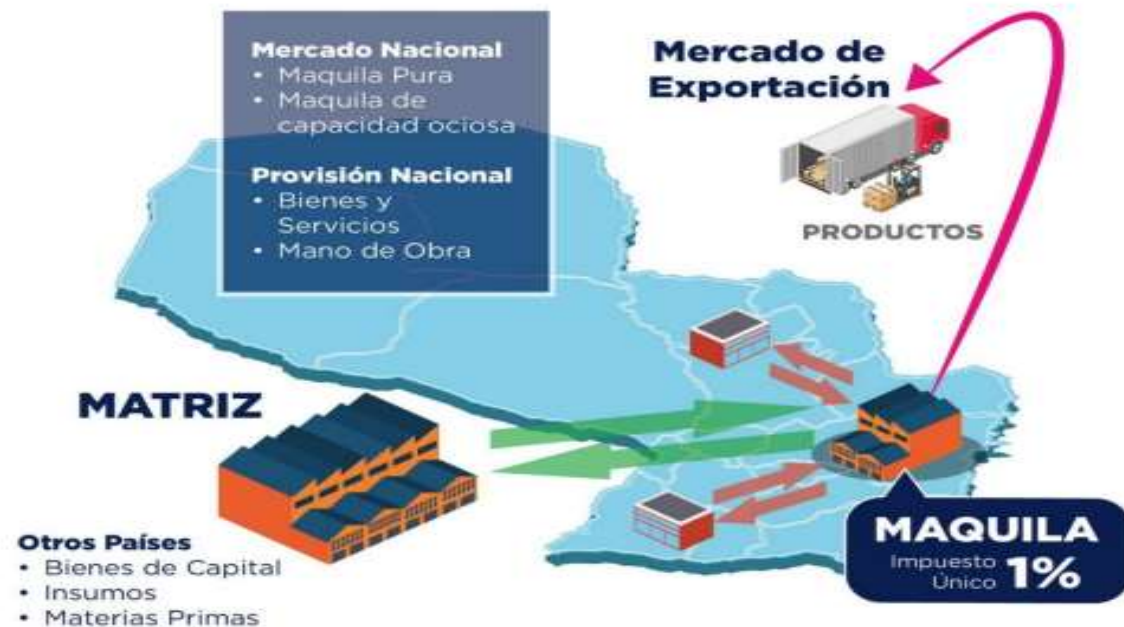 Mercado Nacional
• Maquila Pura
• Maquila de
capacidad ociosa
Provisión Nacional
• Bienes y
Servicios
• Mano de Obra
Mercado de
Exportación
PRODUCTOS
MATRIZ
Otros Países
• Bienes de Capital
• Insumos
• Materias Primas
MAQUILA
Impuesto
Único 1%